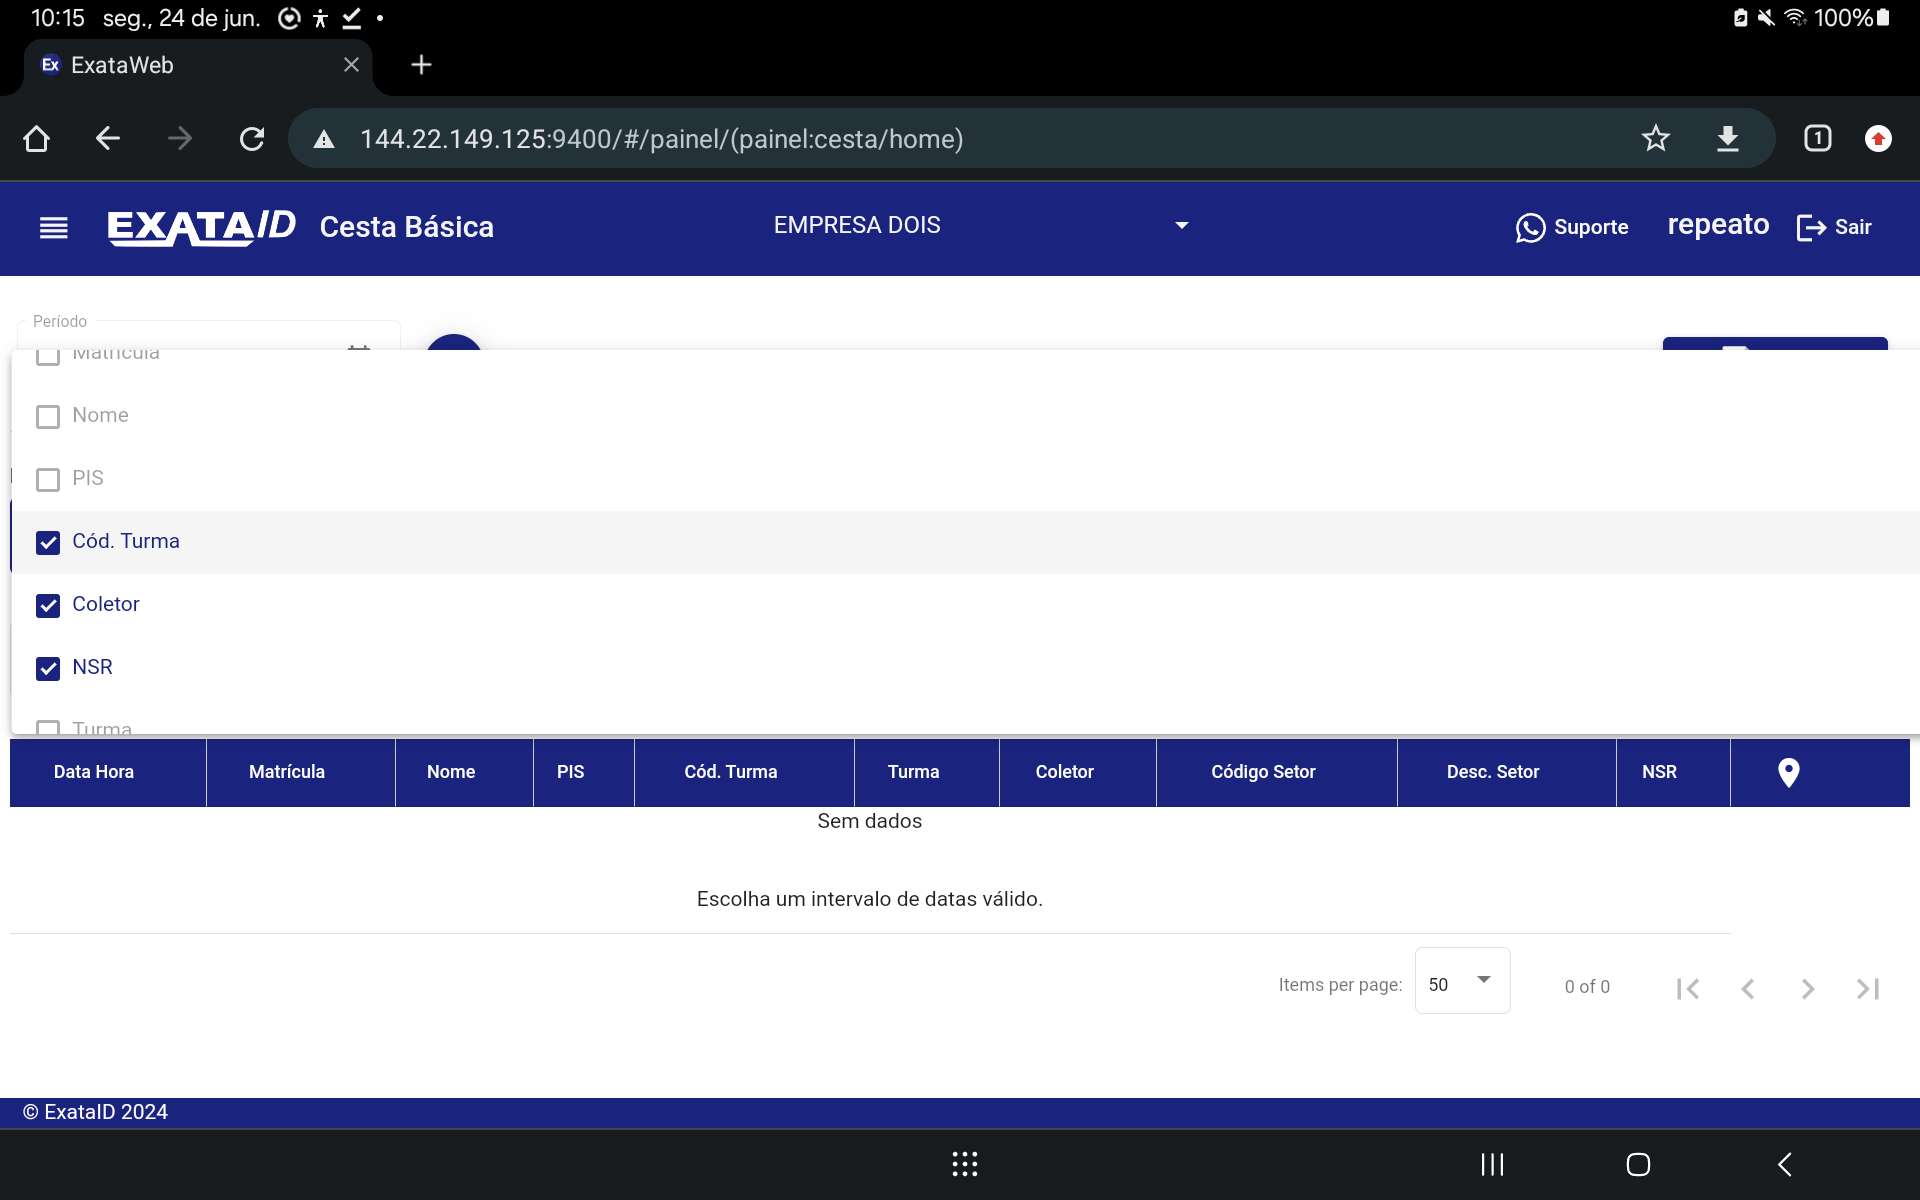 10:15 seg., 24 de jun. 100%
Ex ExataWeb
144.22.149.125:9400/#/painel/(painel:cesta/home) 1
EXATAID Cesta Básica EMPRESA DOIS Suporte repeato Sair
Período
Matrícula
Nome
PIS
Cód. Turma
Coletor
NSR
Turma
Data Hora Matrícula Nome PIS Cód. Turma Turma Coletor Código Setor Desc. Setor NSR
Sem dados
Escolha um intervalo de datas válido.
Items per page: 50 0 of 0
© ExataID 2024